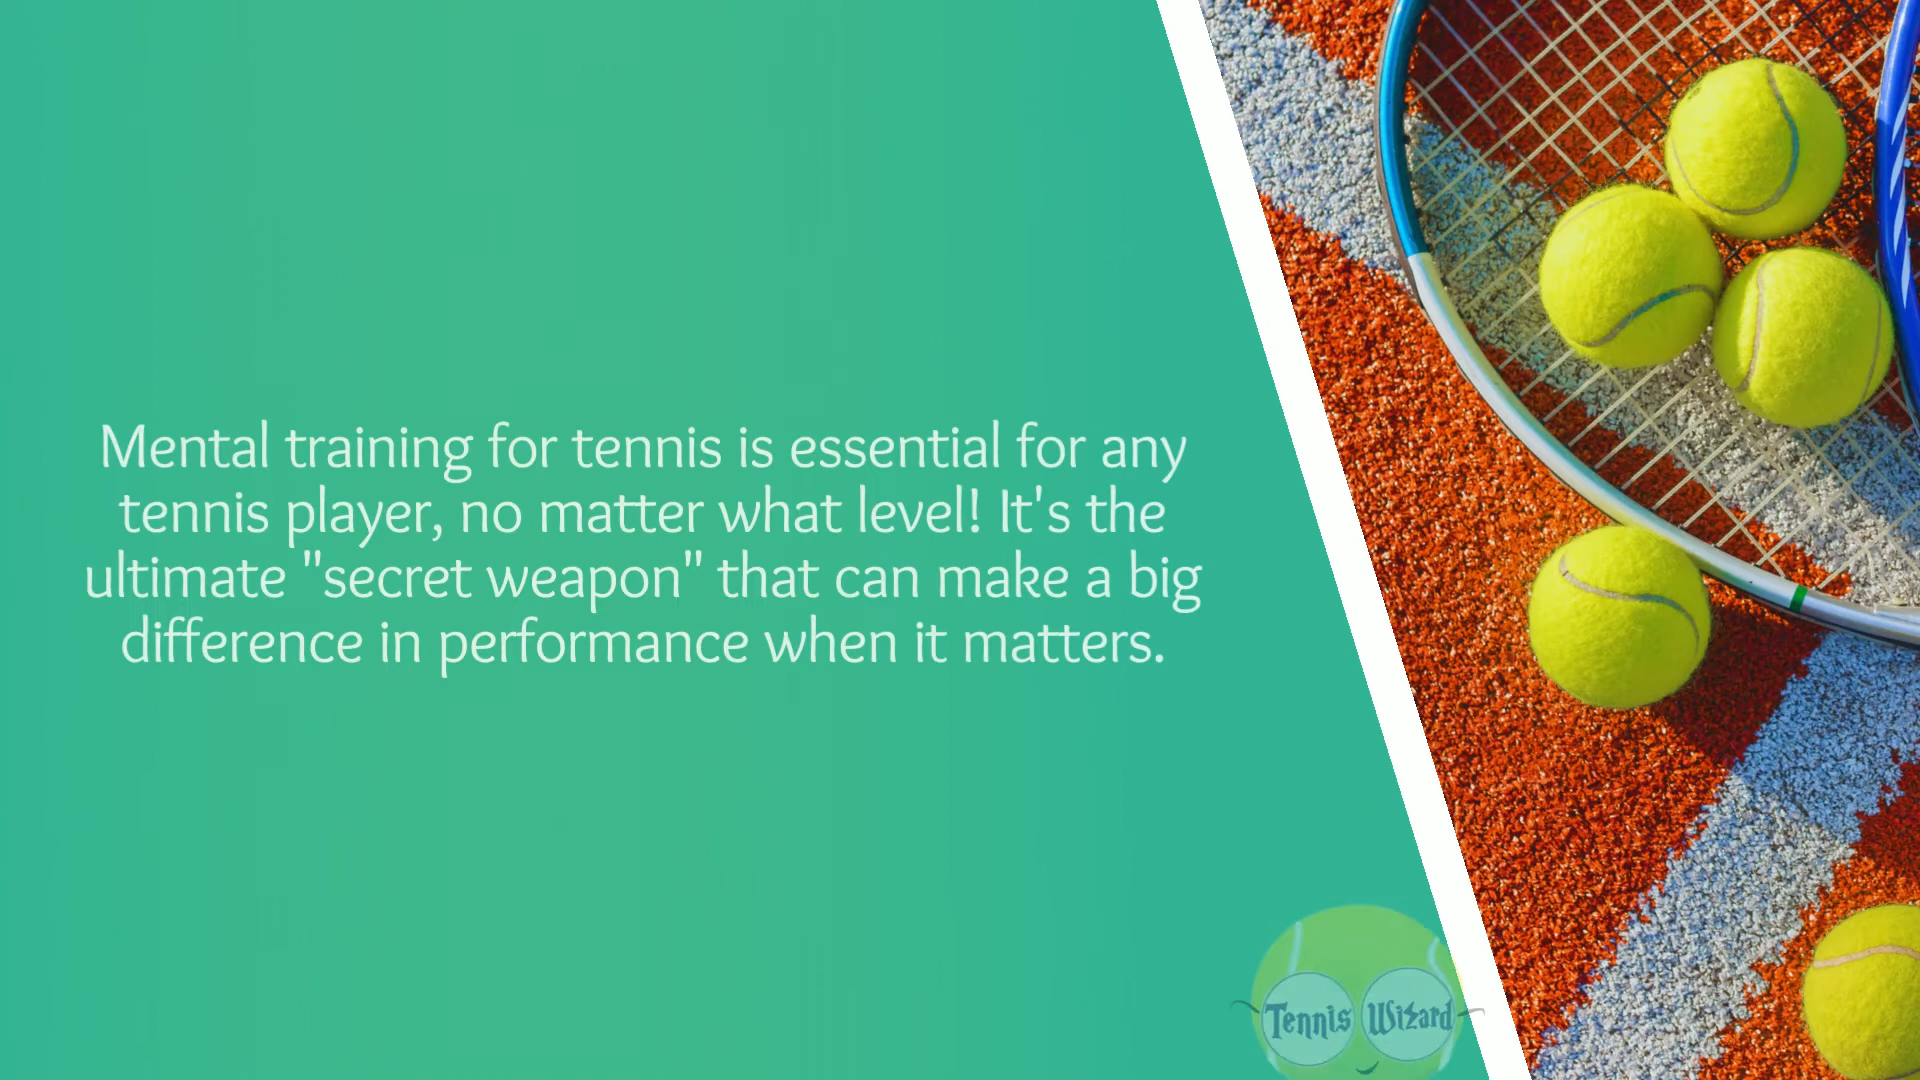 Mental training for tennis is essential for any
tennis player, no matter what level! It's the
ultimate "secret weapon" that can make a big
difference in performance when it matters.
Tennis Wizard